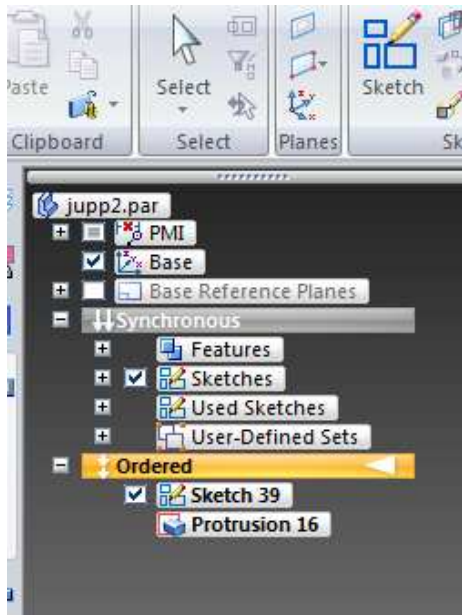 Paste
Select
Sketch
Clipboard
Select
Planes
Sk
jupp2.par
PMI
Base
Base Reference Planes
Synchronous
Features
Sketches
Used Sketches
User-Defined Sets
Ordered
Sketch 39
Protrusion 16